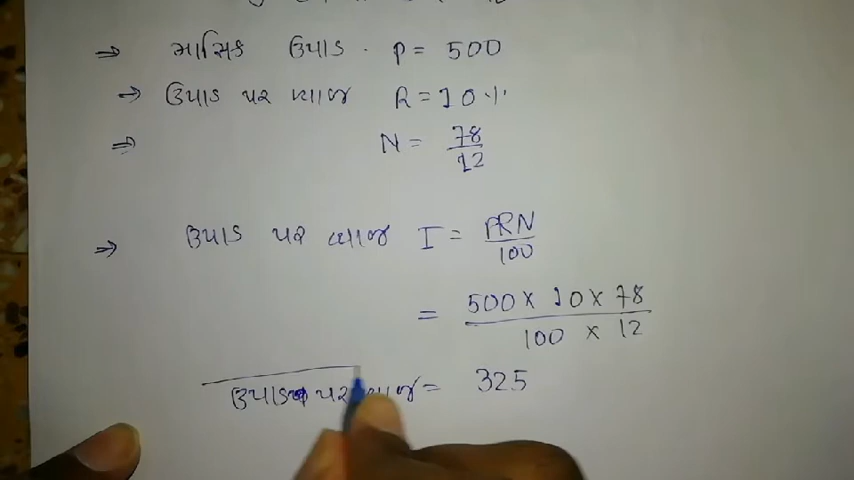 ⇒ માસિક ઉપાડ . P = 500
⇒ ઉપાડ પર વ્યાજ R = 10 %
⇒ N = 78/12
⇒ ઉપાડ પર વ્યાજ I = PRN/100
= 500 × 10 × 78 / 100 × 12
ઉપાડ પર = 325